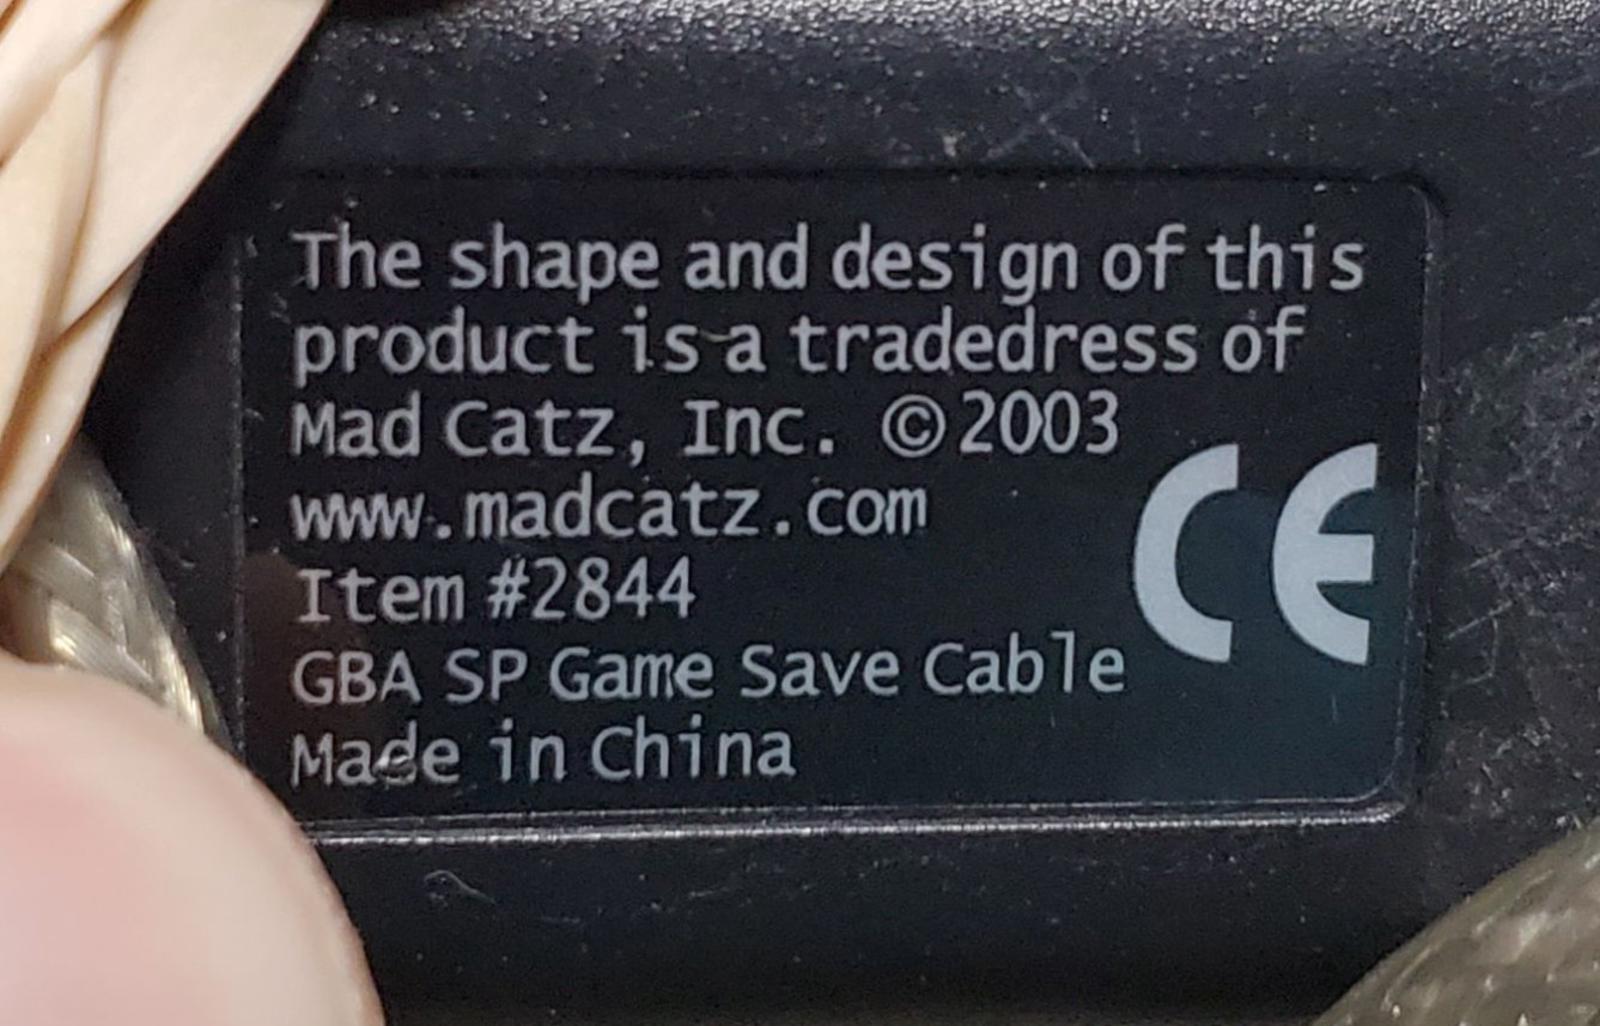 The shape and design of this
product is a tradedress of
Mad Catz, Inc. ©2003
www.madcatz.com
Item #2844
GBA SP Game Save Cable
Made in China
CE